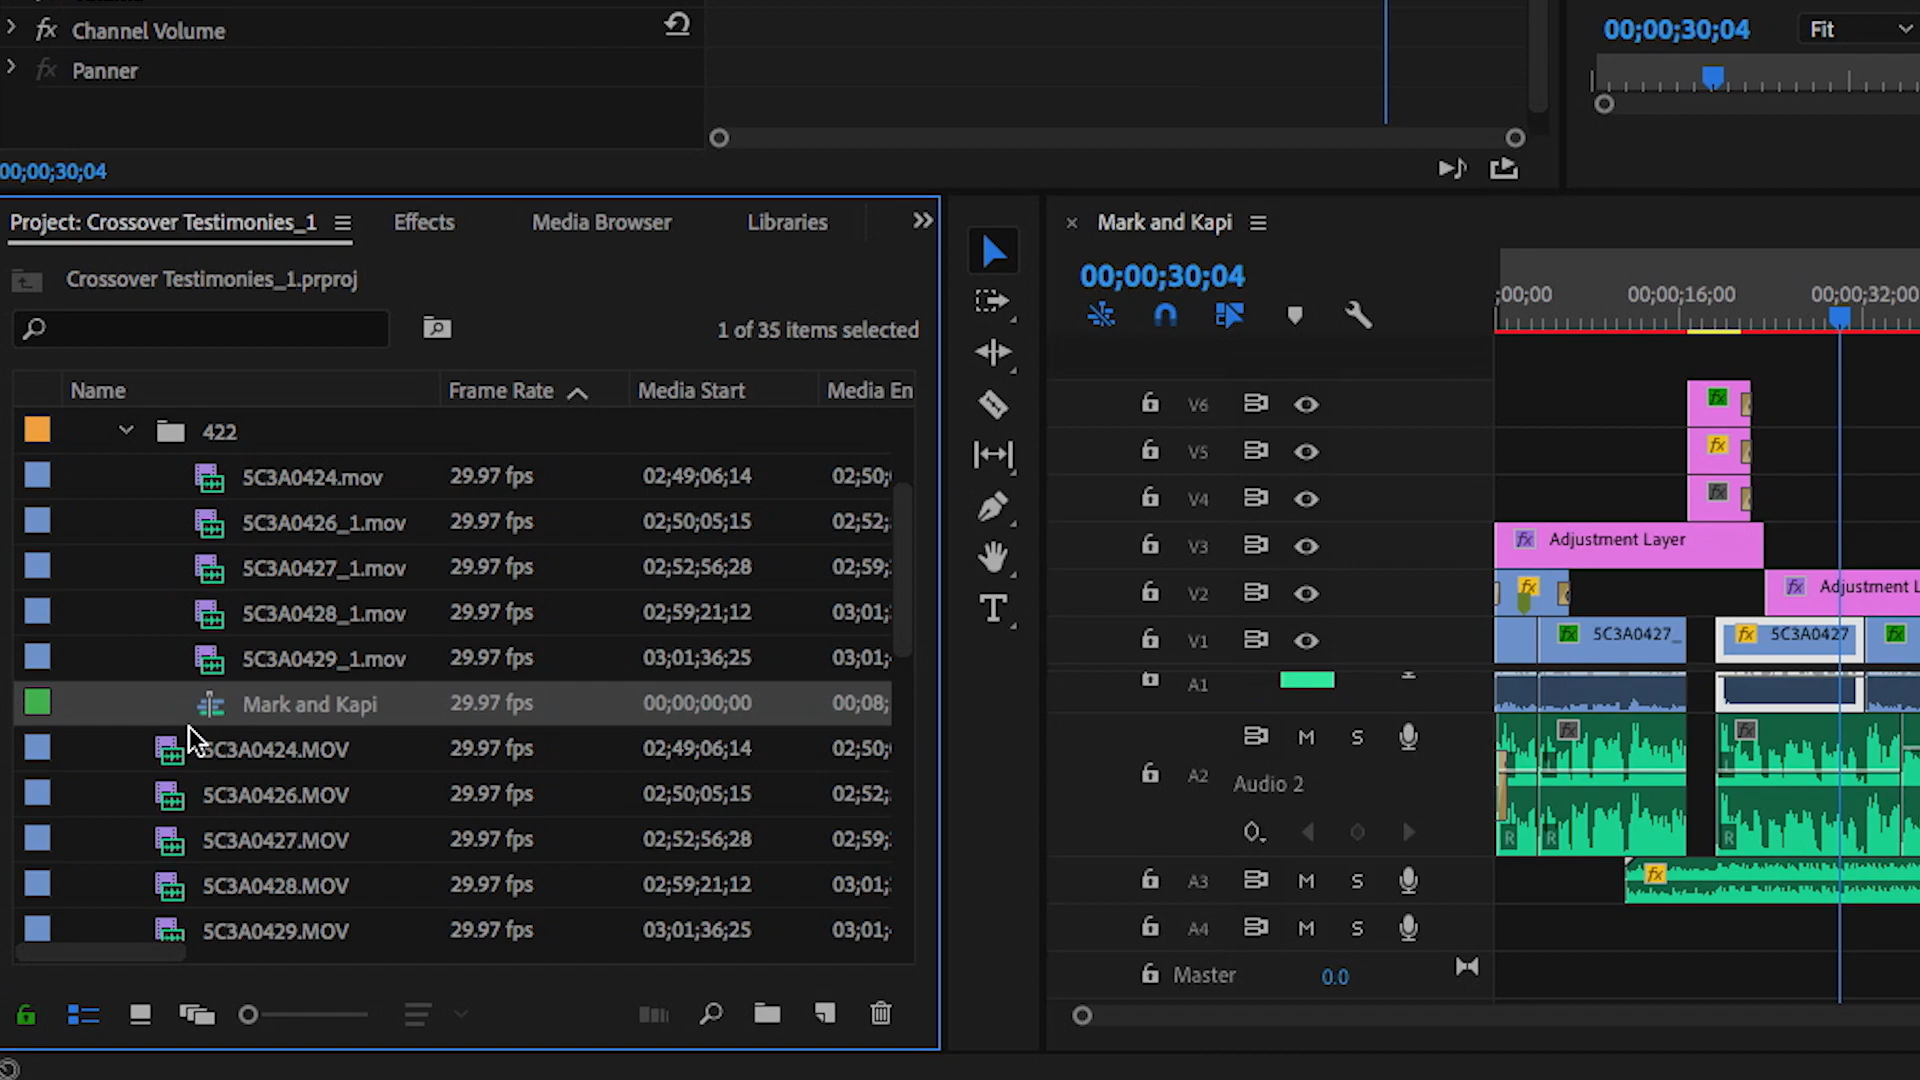 fx Channel Volume
fx Panner
00;00;30;04
00;00;30;04 Fit
Project: Crossover Testimonies_1 Effects Media Browser Libraries
Crossover Testimonies_1.prproj
1 of 35 items selected
Name Frame Rate Media Start Media En
422
5C3A0424.mov 29.97 fps 02;49;06;14 02;50;
5C3A0426_1.mov 29.97 fps 02;50;05;15 02;52;
5C3A0427_1.mov 29.97 fps 02;52;56;28 02;59;
5C3A0428_1.mov 29.97 fps 02;59;21;12 03;01;
5C3A0429_1.mov 29.97 fps 03;01;36;25 03;01;
Mark and Kapi 29.97 fps 00;00;00;00 00;08;
5C3A0424.MOV 29.97 fps 02;49;06;14 02;50;
5C3A0426.MOV 29.97 fps 02;50;05;15 02;52;
5C3A0427.MOV 29.97 fps 02;52;56;28 02;59;
5C3A0428.MOV 29.97 fps 02;59;21;12 03;01;
5C3A0429.MOV 29.97 fps 03;01;36;25 03;01;
Mark and Kapi
00;00;30;04
;00;00 00;00;16;00 00;00;32;00
V6 fx
V5 fx
V4 fx
V3 fx Adjustment Layer
V2 fx fx Adjustment L
V1 fx 5C3A0427_ fx 5C3A0427 fx
A1
M S
A2 Audio 2
R R R
A3 M S fx
A4 M S
Master 0.0